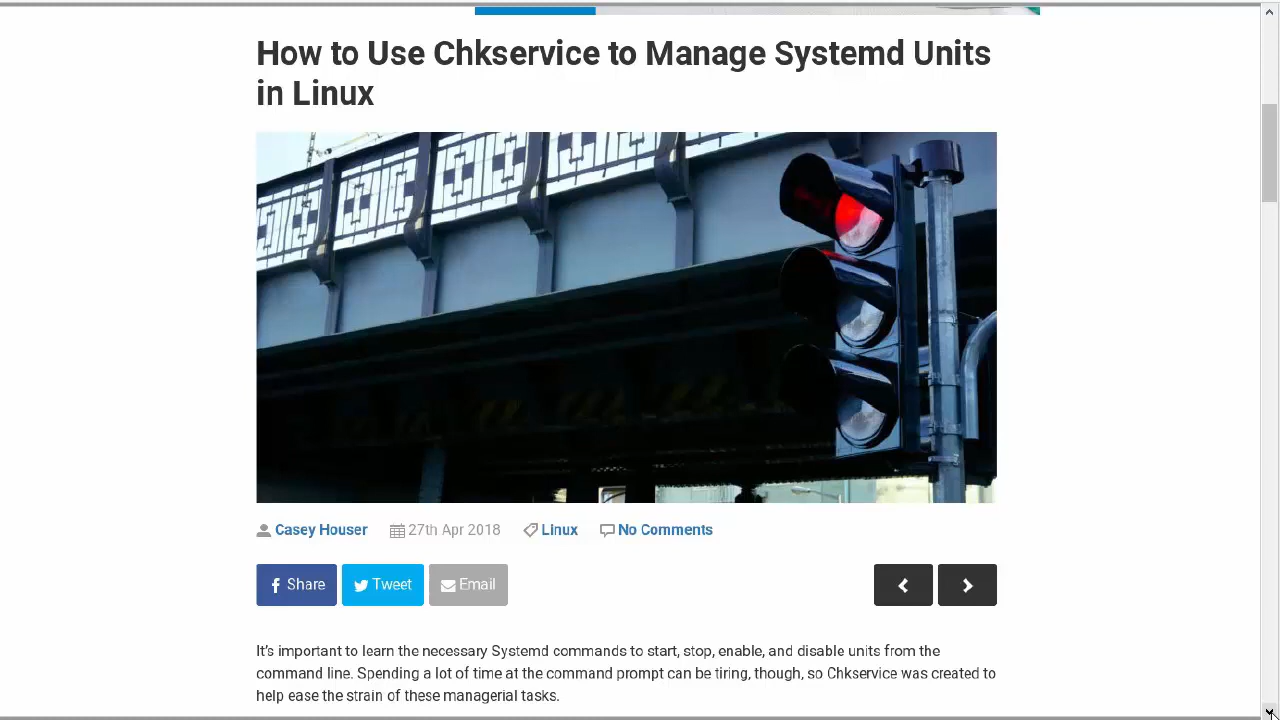 How to Use Chkservice to Manage Systemd Units
in Linux
Casey Houser 27th Apr 2018 Linux No Comments
Share Tweet Email
It's important to learn the necessary Systemd commands to start, stop, enable, and disable units from the
command line. Spending a lot of time at the command prompt can be tiring, though, so Chkservice was created to
help ease the strain of these managerial tasks.